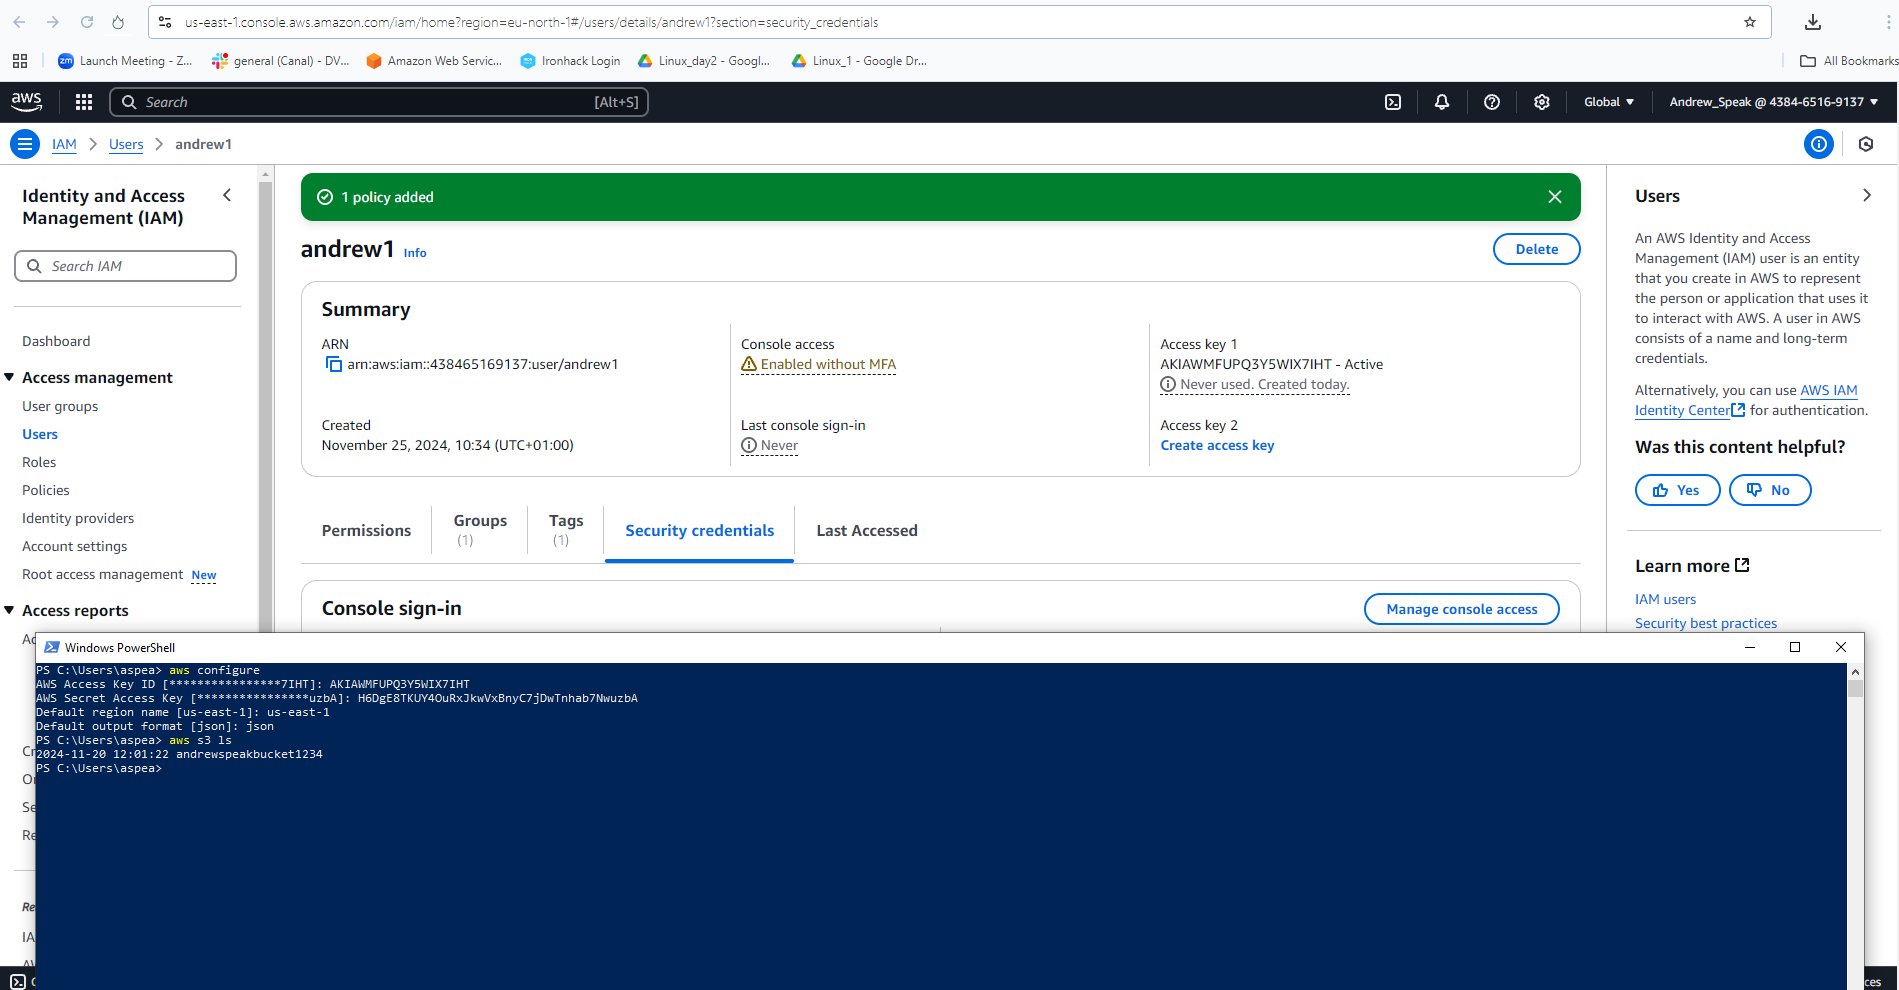 us-east-1.console.aws.amazon.com/iam/home?region=eu-north-1#/users/details/andrew1?section=security_credentials
Launch Meeting - Z...
general (Canal) - DV...
Amazon Web Servic...
Ironhack Login
Linux_day2 - Googl...
Linux_1 - Google Dr...
All Bookmarks
aws
Search
[Alt+S]
Global
Andrew_Speak @ 4384-6516-9137
IAM
Users
andrew1
Identity and Access
Management (IAM)
Search IAM
Dashboard
Access management
User groups
Users
Roles
Policies
Identity providers
Account settings
Root access management New
Access reports
1 policy added
andrew1 Info
Delete
Summary
ARN
arn:aws:iam::438465169137:user/andrew1
Console access
Enabled without MFA
Access key 1
AKIAWMFUPQ3Y5WIX7IHT - Active
Never used. Created today.
Created
November 25, 2024, 10:34 (UTC+01:00)
Last console sign-in
Never
Access key 2
Create access key
Permissions
Groups
(1)
Tags
(1)
Security credentials
Last Accessed
Console sign-in
Manage console access
Users
An AWS Identity and Access
Management (IAM) user is an entity
that you create in AWS to represent
the person or application that uses it
to interact with AWS. A user in AWS
consists of a name and long-term
credentials.
Alternatively, you can use AWS IAM
Identity Center for authentication.
Was this content helpful?
Yes
No
Learn more
IAM users
Security best practices
Windows PowerShell
PS C:\Users\aspea> aws configure
AWS Access Key ID [****************7IHT]: AKIAWMFUPQ3Y5WIX7IHT
AWS Secret Access Key [****************uzbA]: 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
Default region name [us-east-1]: us-east-1
Default output format [json]: json
PS C:\Users\aspea> aws s3 ls
2024-11-20 12:01:22 andrewspeakbucket1234
PS C:\Users\aspea>